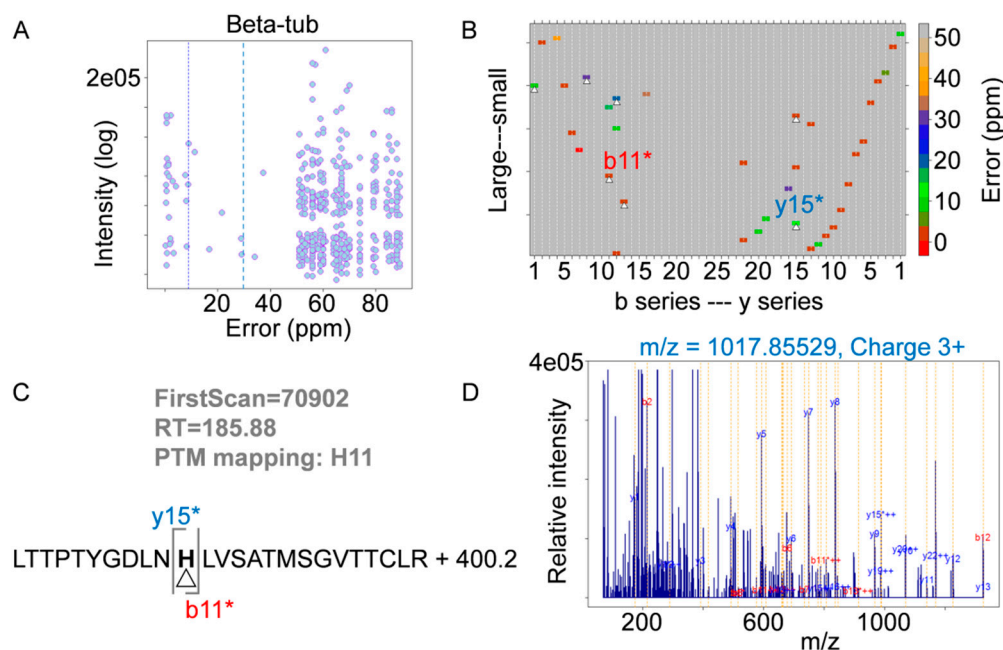 A
Beta-tub
2e05
Intensity (log)
0 20 40 60 80
Error (ppm)
B
Large---small
b11*
y15*
1 5 10 15 20 25 20 15 10 5 1
b series --- y series
50
40
30
20
10
0
Error (ppm)
C
FirstScan=70902
RT=185.88
PTM mapping: H11
y15*
LTTPTYGDLNHLVSATMSGVTTCLR + 400.2
b11*
D
m/z = 1017.85529, Charge 3+
4e05
Relative intensity
b2
y8
y7
y5
y1
y4
y15*++
y9
b12
y6
y3
y22++
y12
b11*++
y19++
y11
y13
200 600 1000
m/z